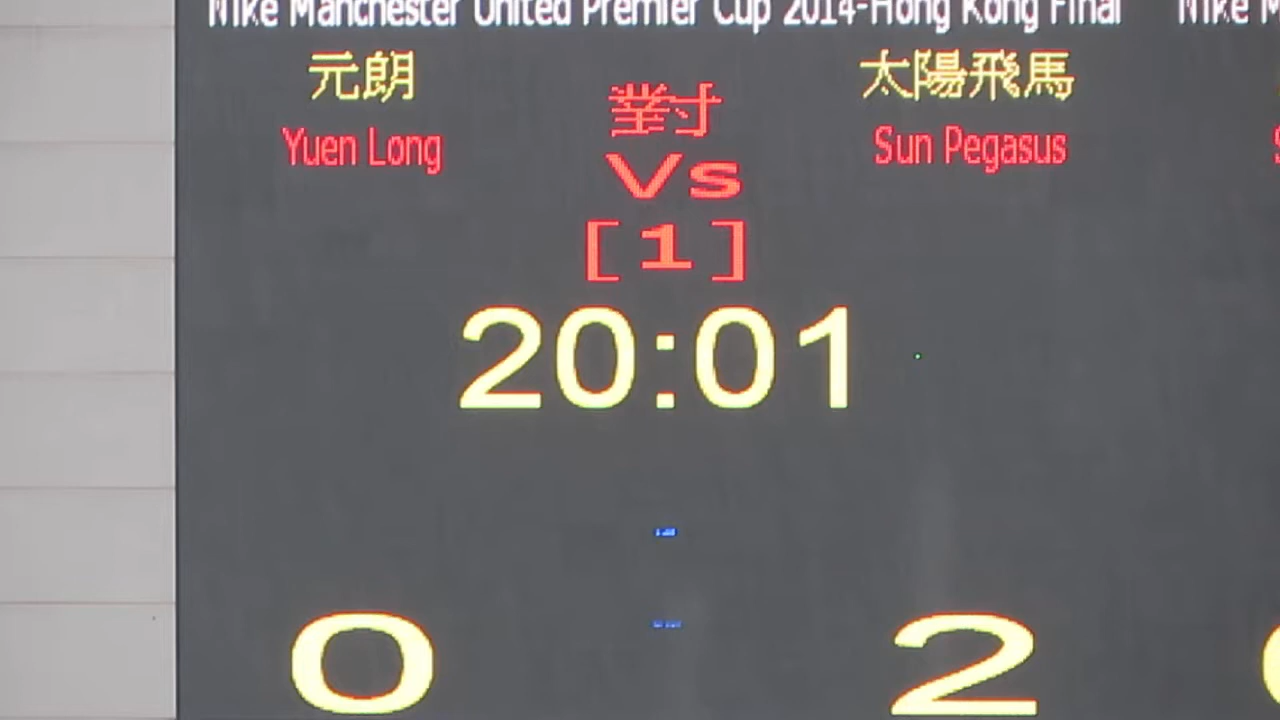 Nike Manchester United Premier Cup 2014-Hong Kong Final Nike M
元朗 對 太陽飛馬
Yuen Long Vs Sun Pegasus
[1]
20:01
0 2